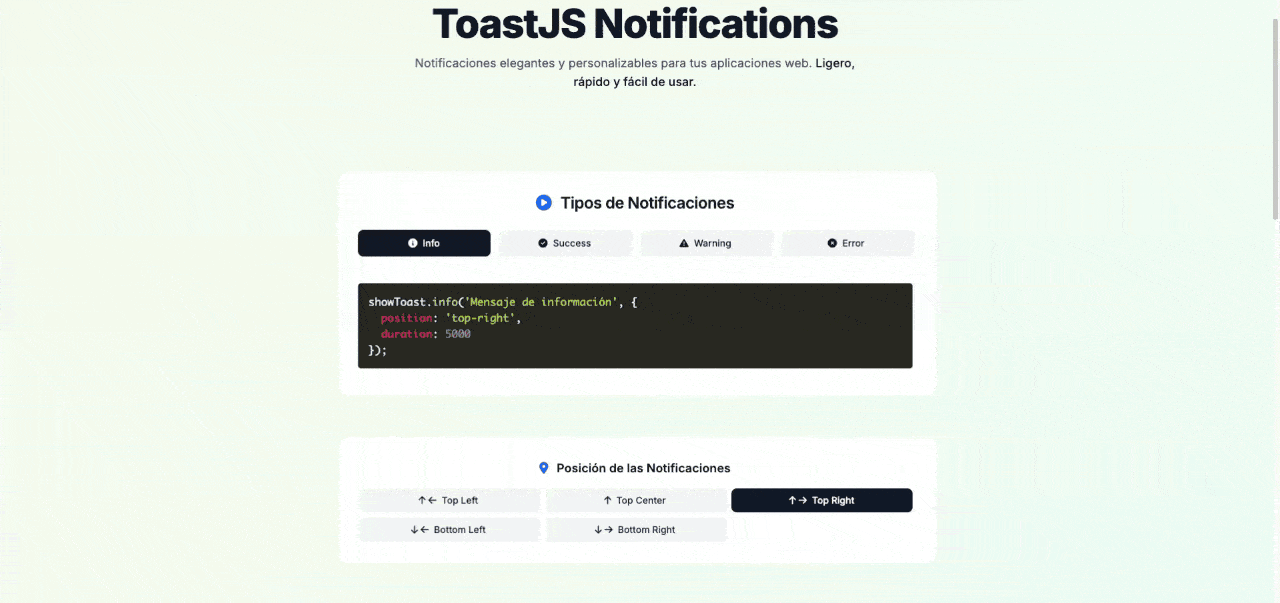 ToastJS Notifications
Notificaciones elegantes y personalizables para tus aplicaciones web. Ligero,
rápido y fácil de usar.
Tipos de Notificaciones
Info Success Warning Error
showToast.info('Mensaje de información', {
  position: 'top-right',
  duration: 5000
});
Posición de las Notificaciones
↑← Top Left ↑ Top Center ↑→ Top Right
↓← Bottom Left ↓→ Bottom Right